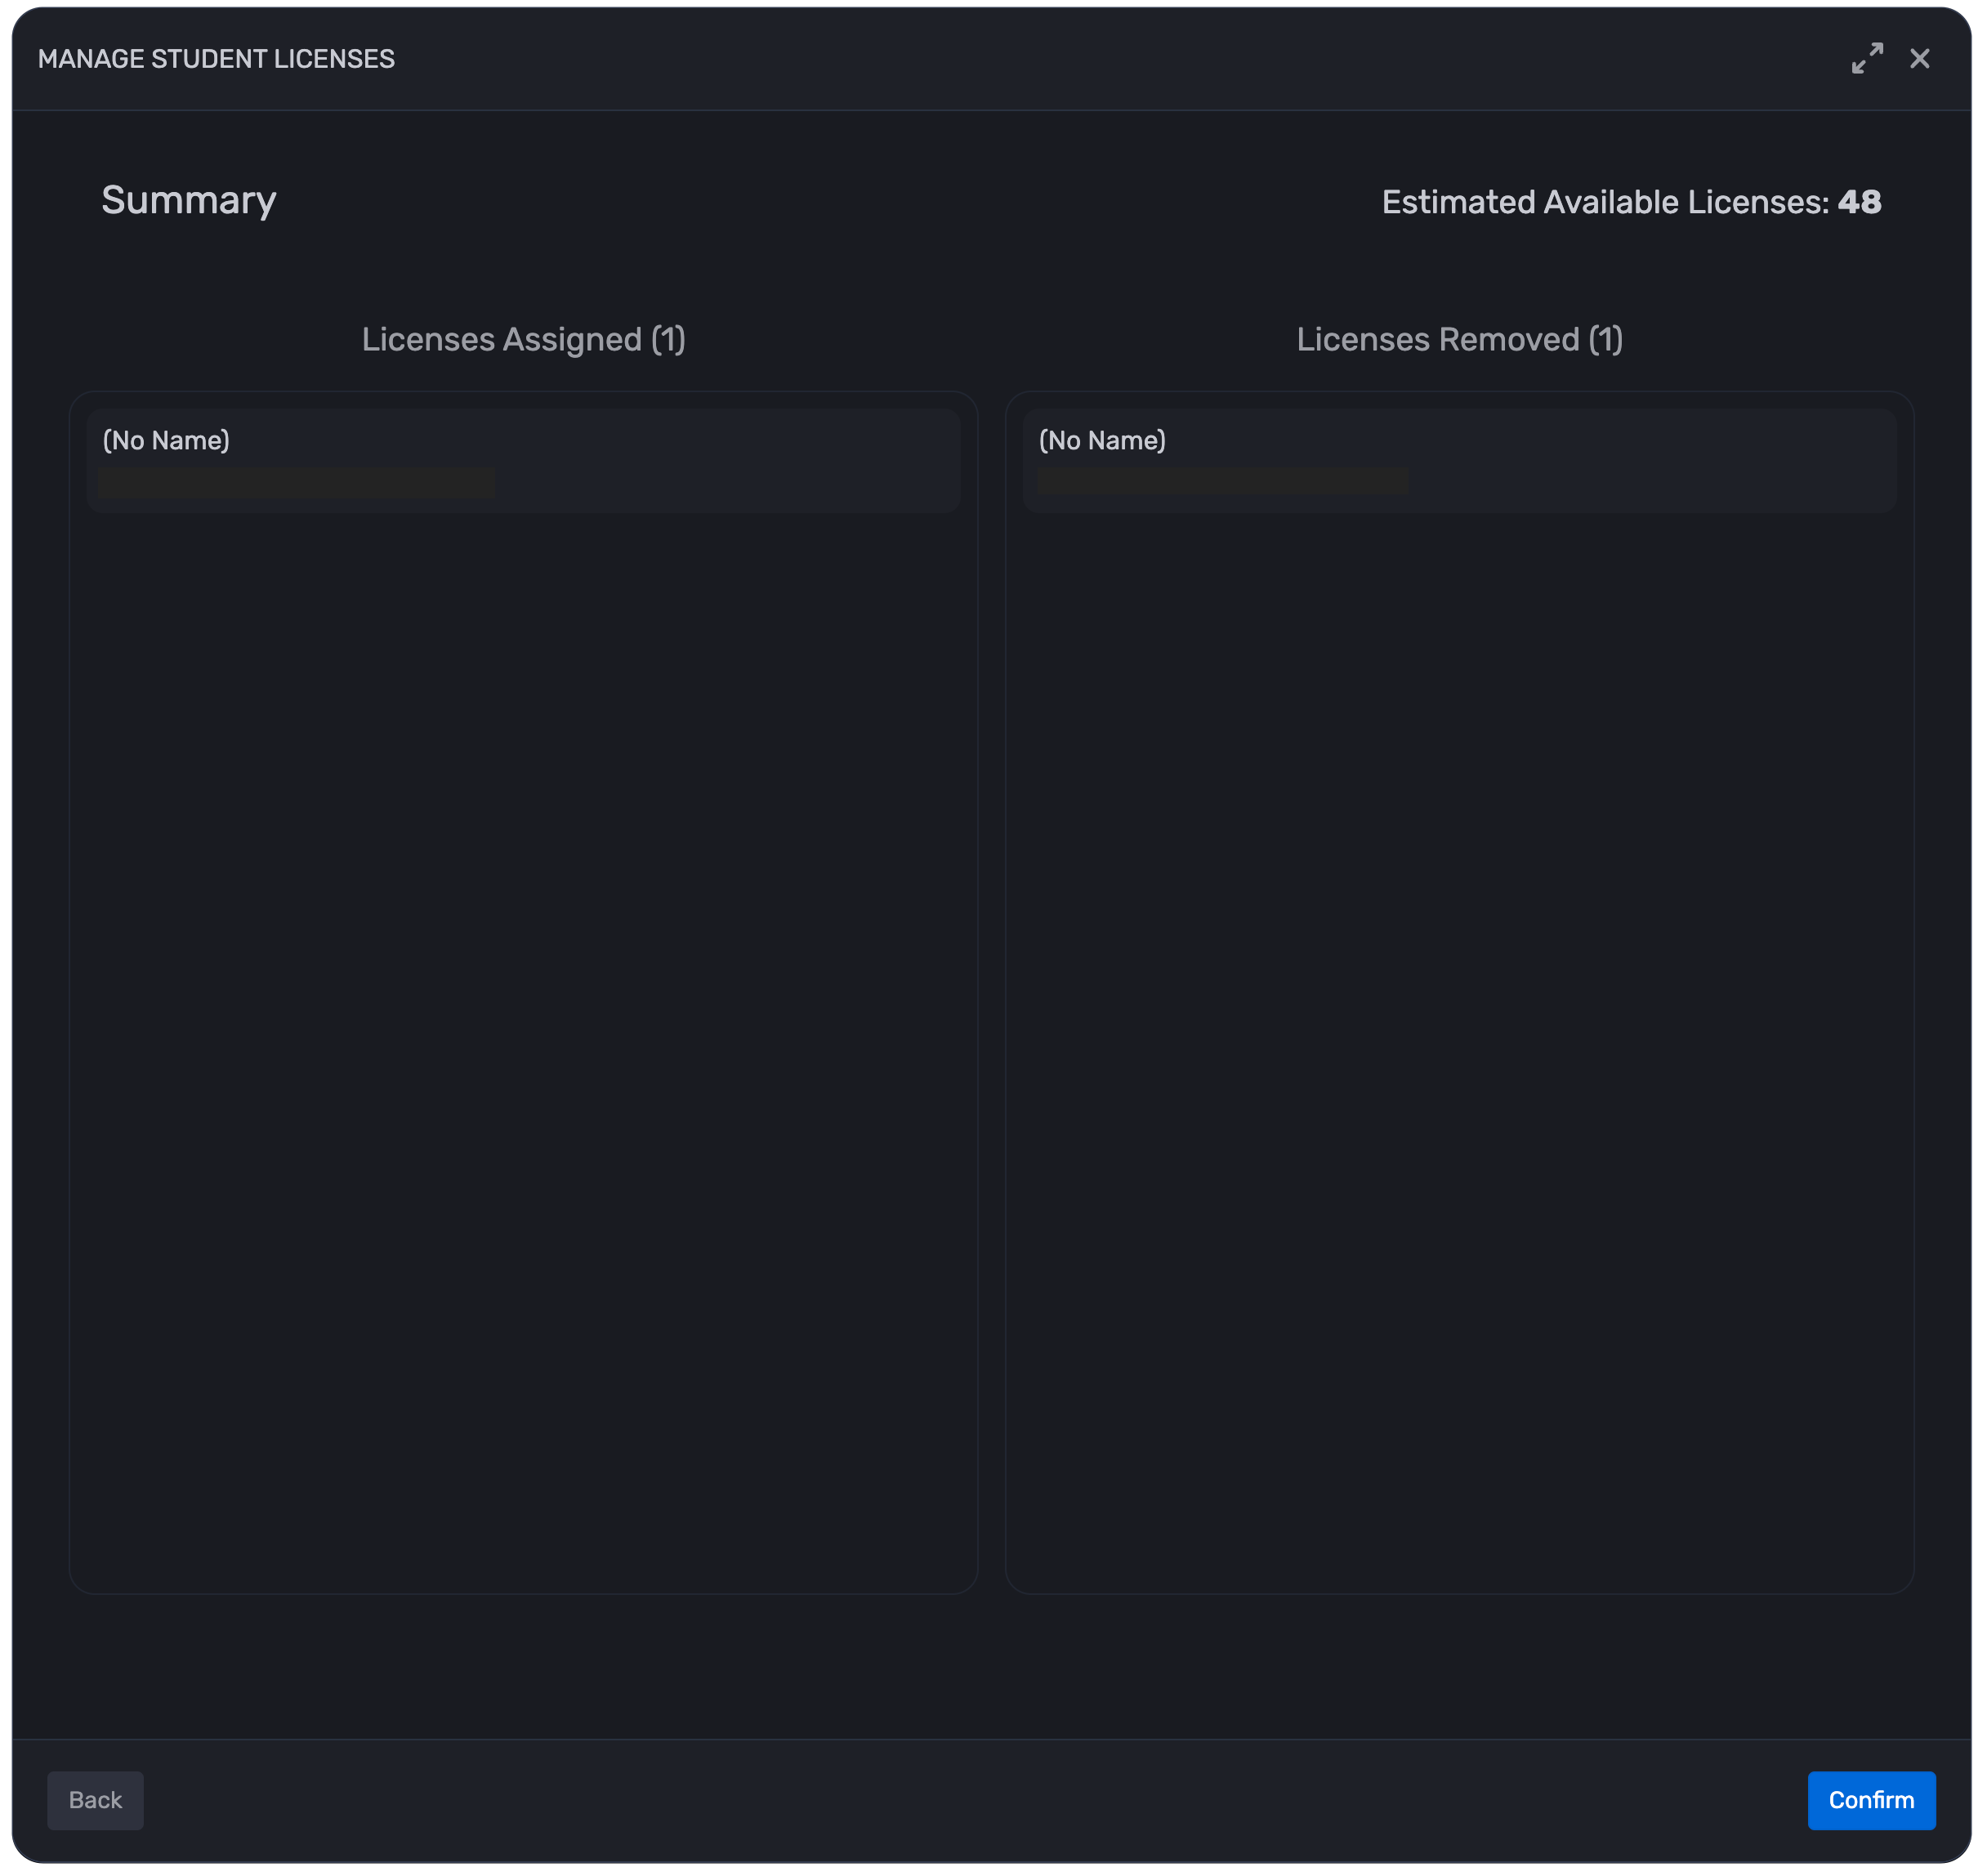 MANAGE STUDENT LICENSES
Summary
Estimated Available Licenses: 48
Licenses Assigned (1)
Licenses Removed (1)
(No Name)
(No Name)
Back
Confirm